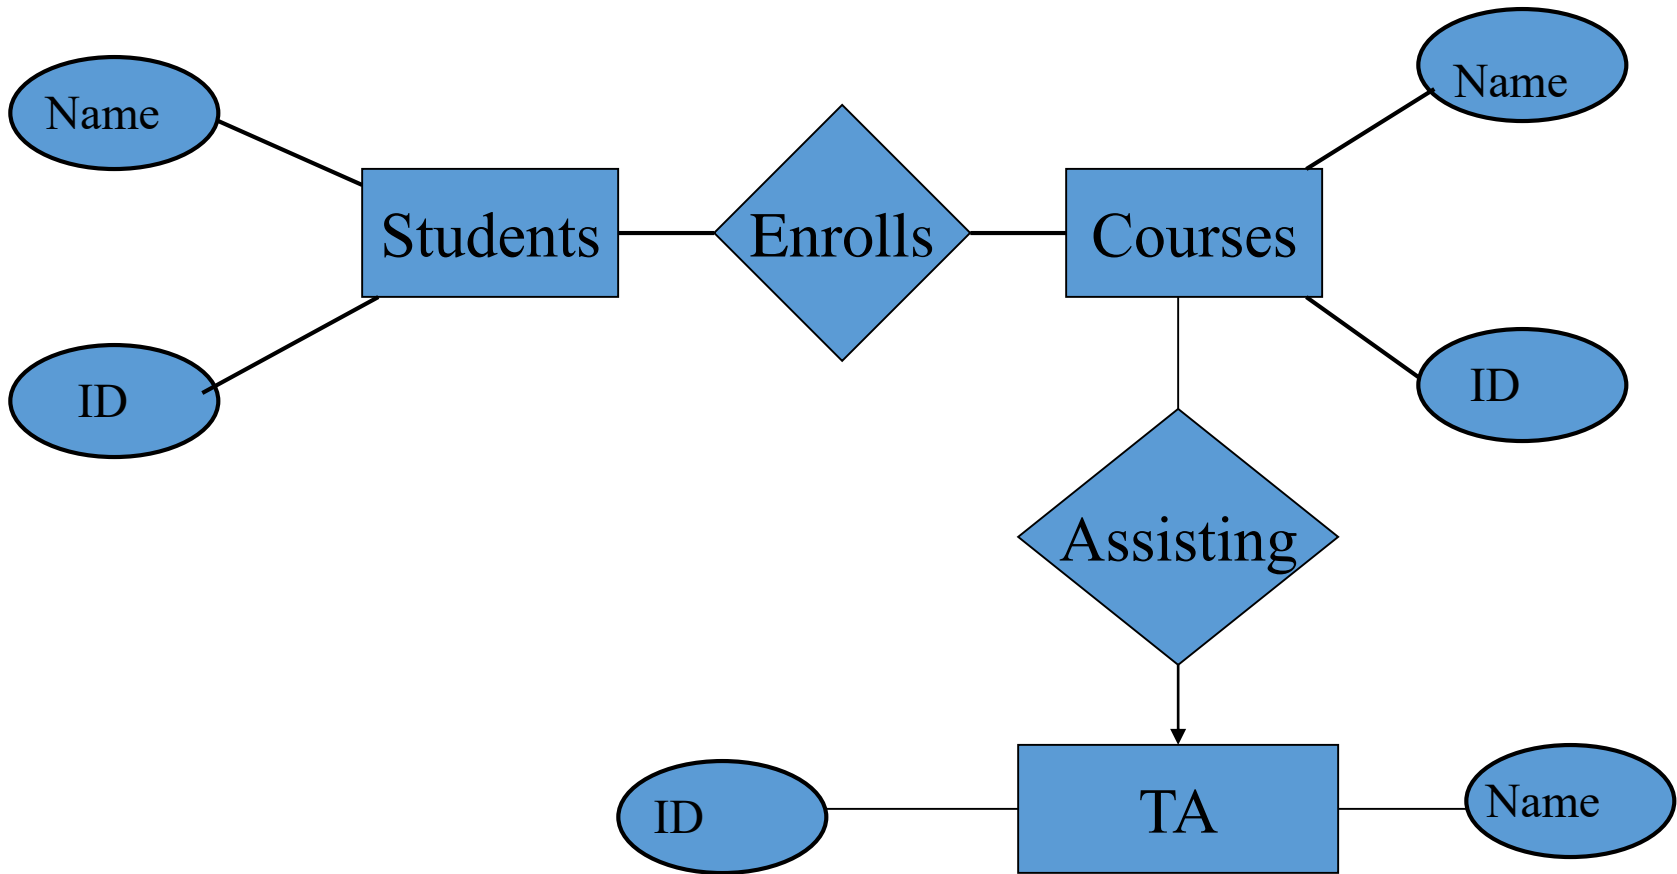 Name
Name
Students
Enrolls
Courses
ID
ID
Assisting
ID
TA
Name